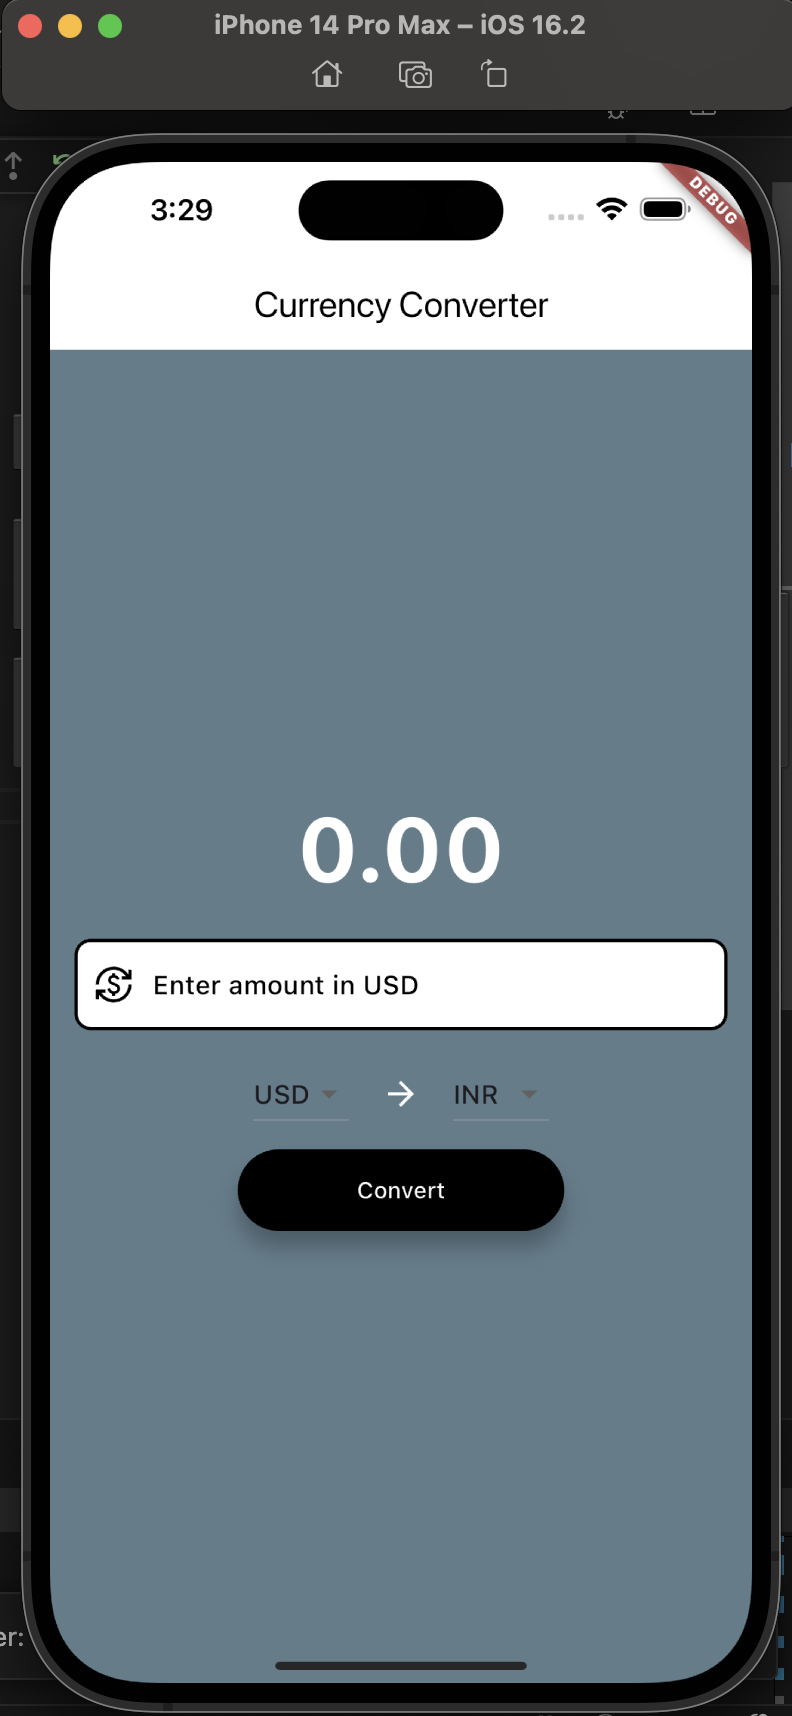 iPhone 14 Pro Max – iOS 16.2
3:29
DEBUG
Currency Converter
0.00
$ Enter amount in USD
USD
INR
Convert
er: